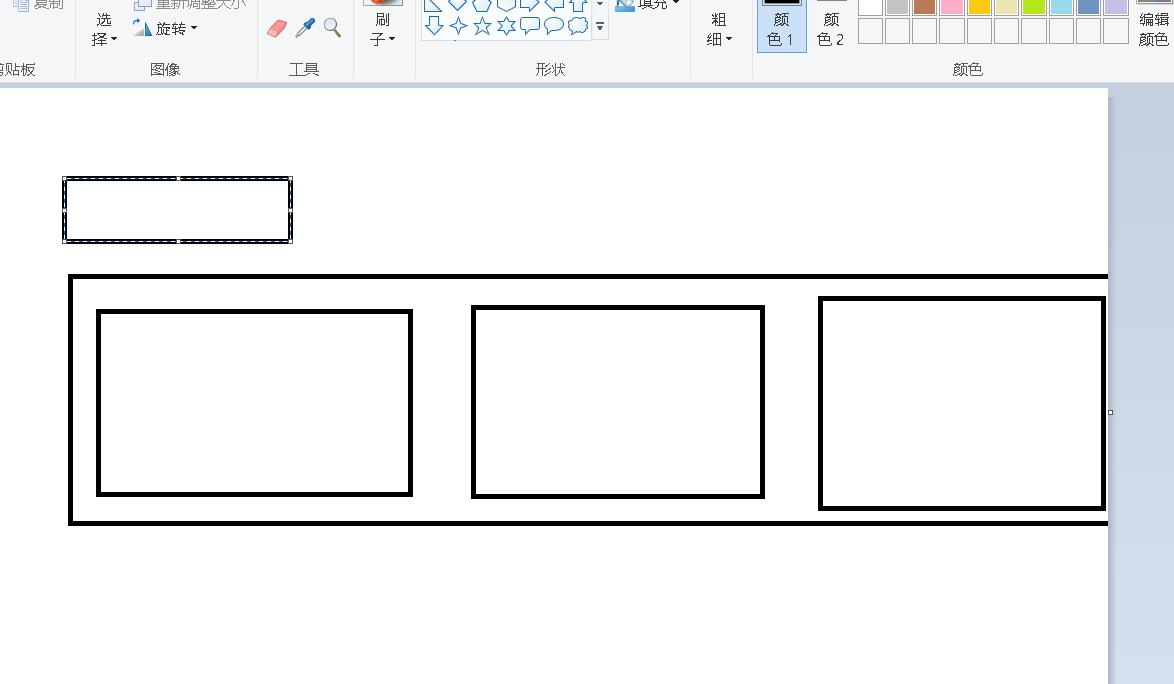 复制
重新调整大小
选
择
旋转
刷
子
填充
粗
细
颜
色 1
颜
色 2
编辑
颜色
剪贴板
图像
工具
形状
颜色